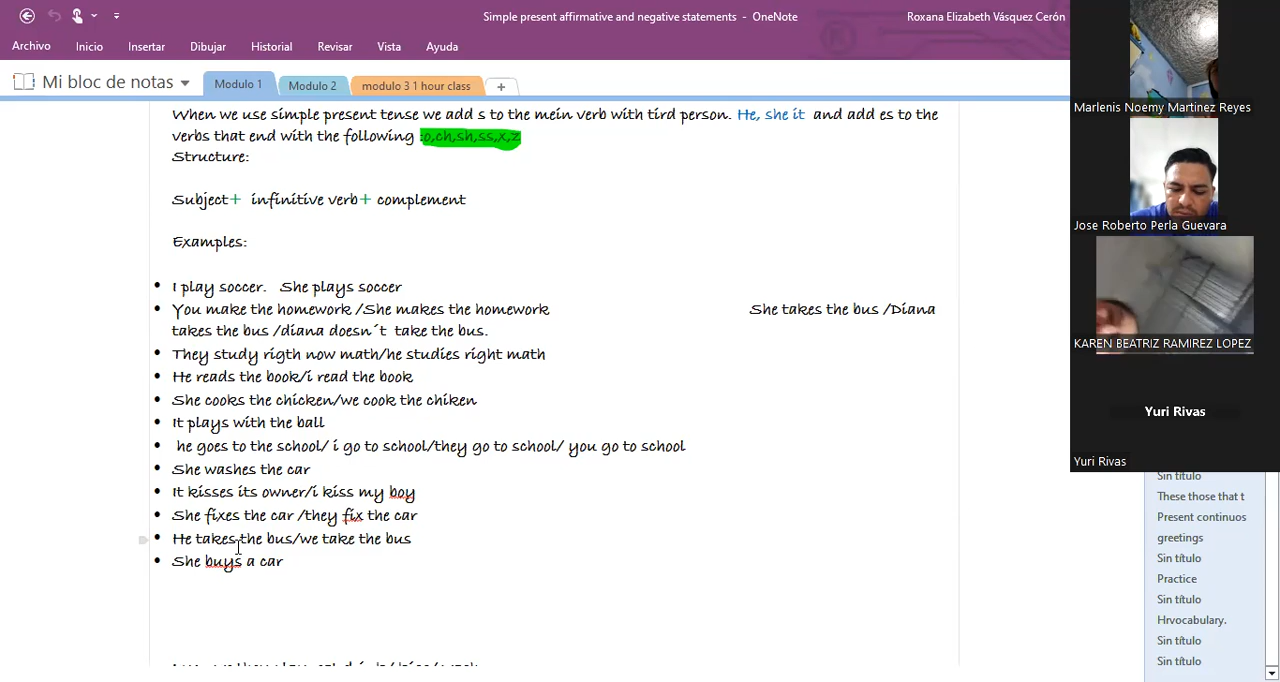 Simple present affirmative and negative statements - OneNote
Roxana Elizabeth Vásquez Cerón
Archivo Inicio Insertar Dibujar Historial Revisar Vista Ayuda
Mi bloc de notas Modulo 1 Modulo 2 modulo 3 1 hour class +
When we use simple present tense we add s to the mein verb with tird person. He, she it and add es to the
verbs that end with the following :o,ch,sh,ss,x,z
Structure:
Subject+ infinitive verb+ complement
Examples:
• I play soccer. She plays soccer
• You make the homework /She makes the homework She takes the bus /Diana
takes the bus /diana doesn´t take the bus.
• They study rigth now math/he studies right math
• He reads the book/i read the book
• She cooks the chicken/we cook the chiken
• It plays with the ball
• he goes to the school/ i go to school/they go to school/ you go to school
• She washes the car
• It kisses its owner/i kiss my boy
• She fixes the car /they fix the car
• He takes the bus/we take the bus
• She buys a car
Marlenis Noemy Martinez Reyes
Jose Roberto Perla Guevara
KAREN BEATRIZ RAMIREZ LOPEZ
Yuri Rivas
Yuri Rivas
Sin título
These those that t
Present continuos
greetings
Sin título
Practice
Sin título
Hrvocabulary.
Sin título
Sin título